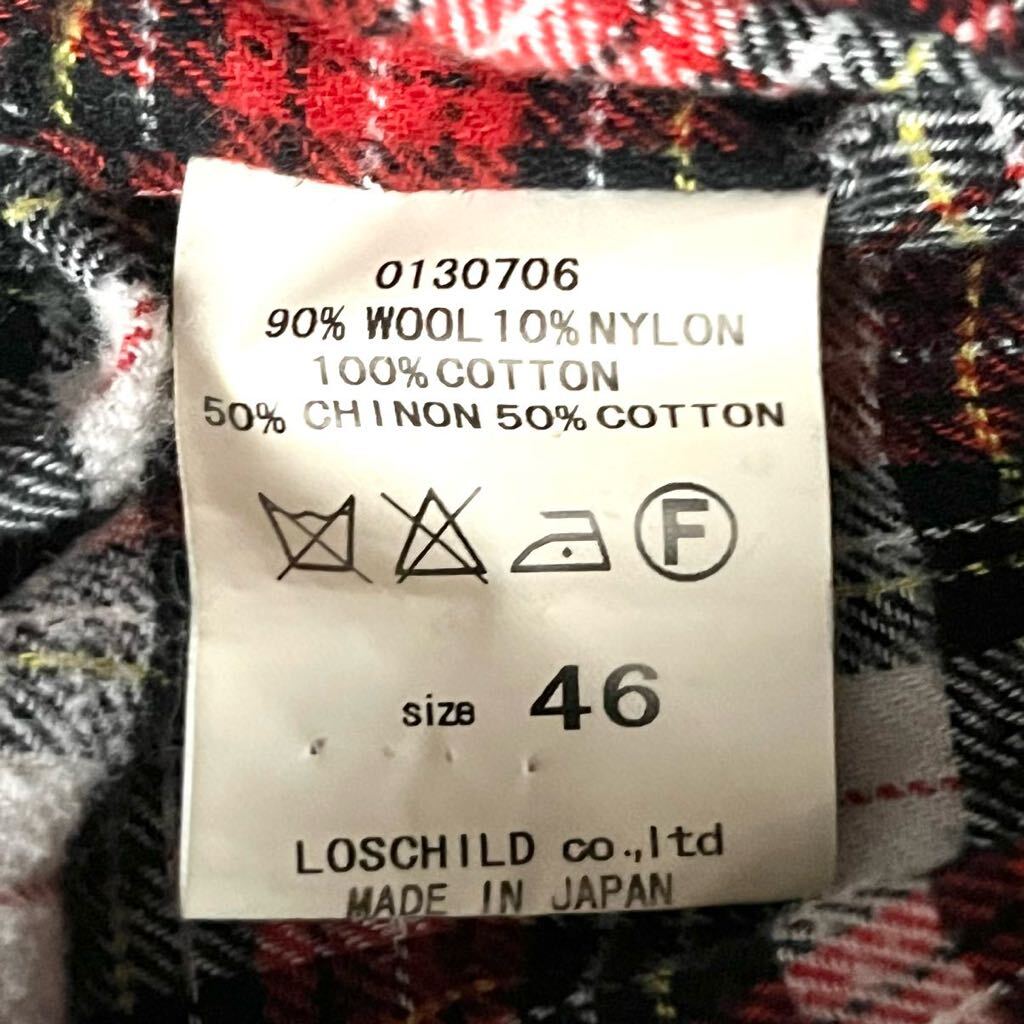 0130706
90% WOOL 10% NYLON
100% COTTON
50% CHINON 50% COTTON
F
size 46
LOSCHILD co.,ltd
MADE IN JAPAN